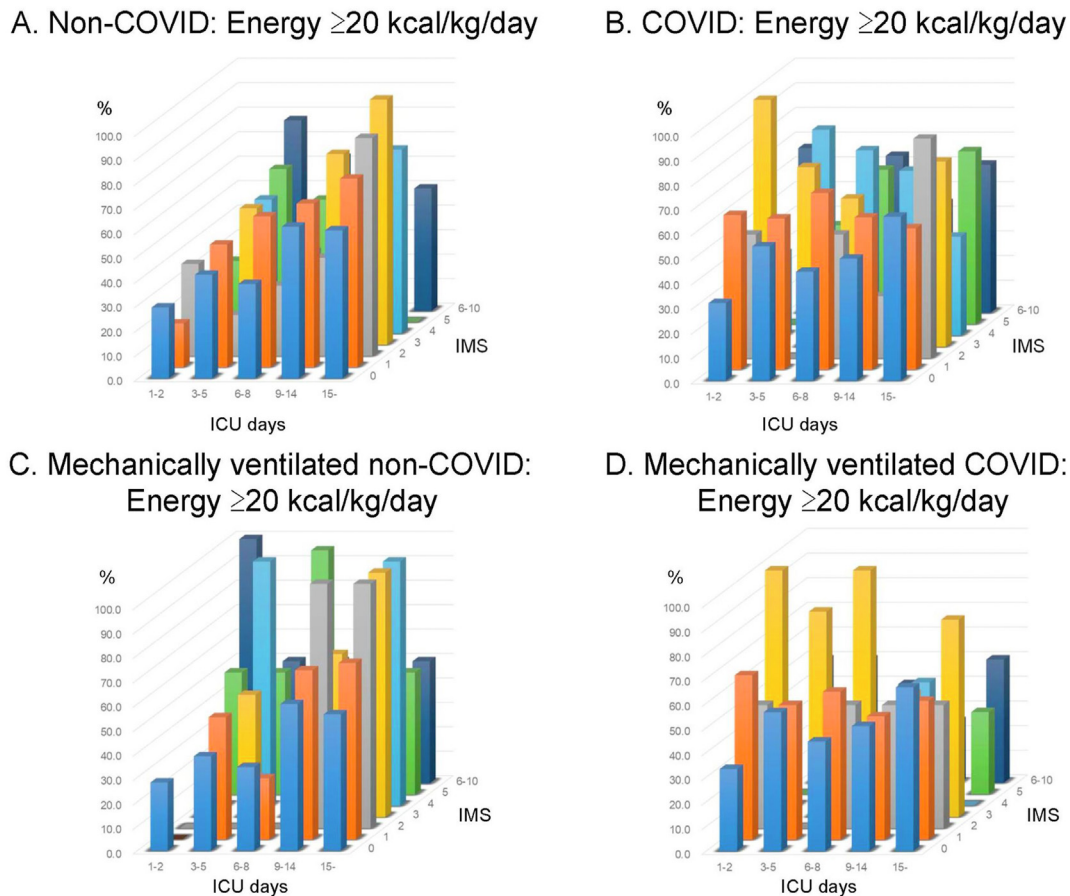 A. Non-COVID: Energy ≥20 kcal/kg/day
%
100.0
90.0
80.0
70.0
60.0
50.0
40.0
30.0
20.0
10.0
0.0
1-2 3-5 6-8 9-14 15-
ICU days
0 1 2 3 4 5 6-10
IMS
B. COVID: Energy ≥20 kcal/kg/day
%
100.0
90.0
80.0
70.0
60.0
50.0
40.0
30.0
20.0
10.0
0.0
1-2 3-5 6-8 9-14 15-
ICU days
0 1 2 3 4 5 6-10
IMS
C. Mechanically ventilated non-COVID:
Energy ≥20 kcal/kg/day
%
100.0
90.0
80.0
70.0
60.0
50.0
40.0
30.0
20.0
10.0
0.0
1-2 3-5 6-8 9-14 15-
ICU days
0 1 2 3 4 5 6-10
IMS
D. Mechanically ventilated COVID:
Energy ≥20 kcal/kg/day
%
100.0
90.0
80.0
70.0
60.0
50.0
40.0
30.0
20.0
10.0
0.0
1-2 3-5 6-8 9-14 15-
ICU days
0 1 2 3 4 5 6-10
IMS